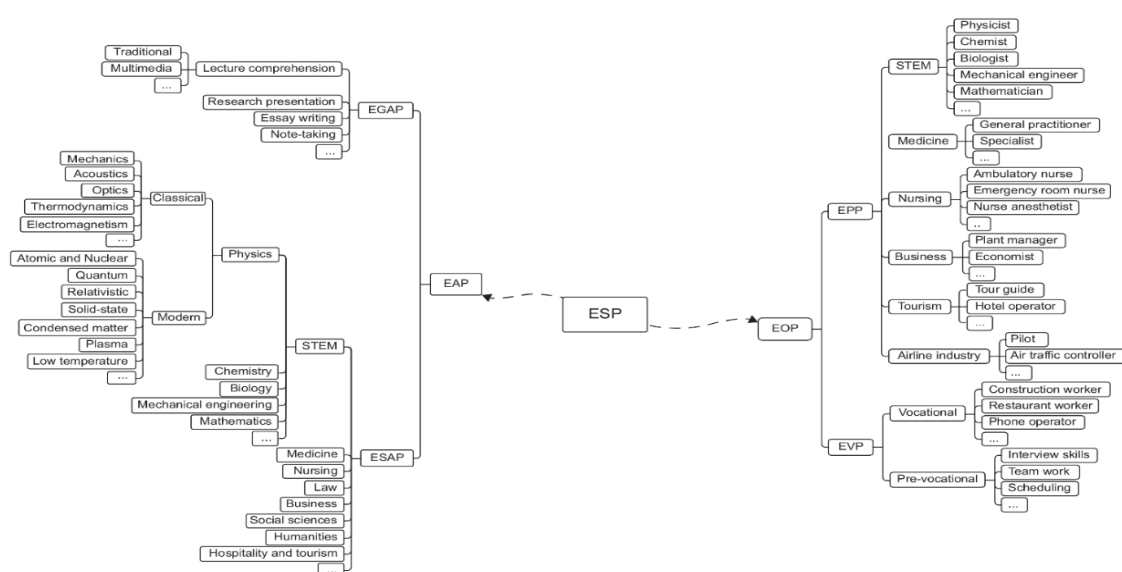 Traditional
Multimedia
...
Lecture comprehension
Research presentation
Essay writing
Note-taking
...
EGAP
Mechanics
Acoustics
Optics
Thermodynamics
Electromagnetism
...
Classical
Atomic and Nuclear
Quantum
Relativistic
Solid-state
Condensed matter
Plasma
Low temperature
...
Modern
Physics
Chemistry
Biology
Mechanical engineering
Mathematics
...
STEM
Medicine
Nursing
Law
Business
Social sciences
Humanities
Hospitality and tourism
...
ESAP
EAP
ESP
EOP
EPP
STEM
Physicist
Chemist
Biologist
Mechanical engineer
Mathematician
...
Medicine
General practitioner
Specialist
...
Nursing
Ambulatory nurse
Emergency room nurse
Nurse anesthetist
..
Business
Plant manager
Economist
...
Tourism
Tour guide
Hotel operator
...
Airline industry
Pilot
Air traffic controller
...
EVP
Vocational
Construction worker
Restaurant worker
Phone operator
...
Pre-vocational
Interview skills
Team work
Scheduling
...